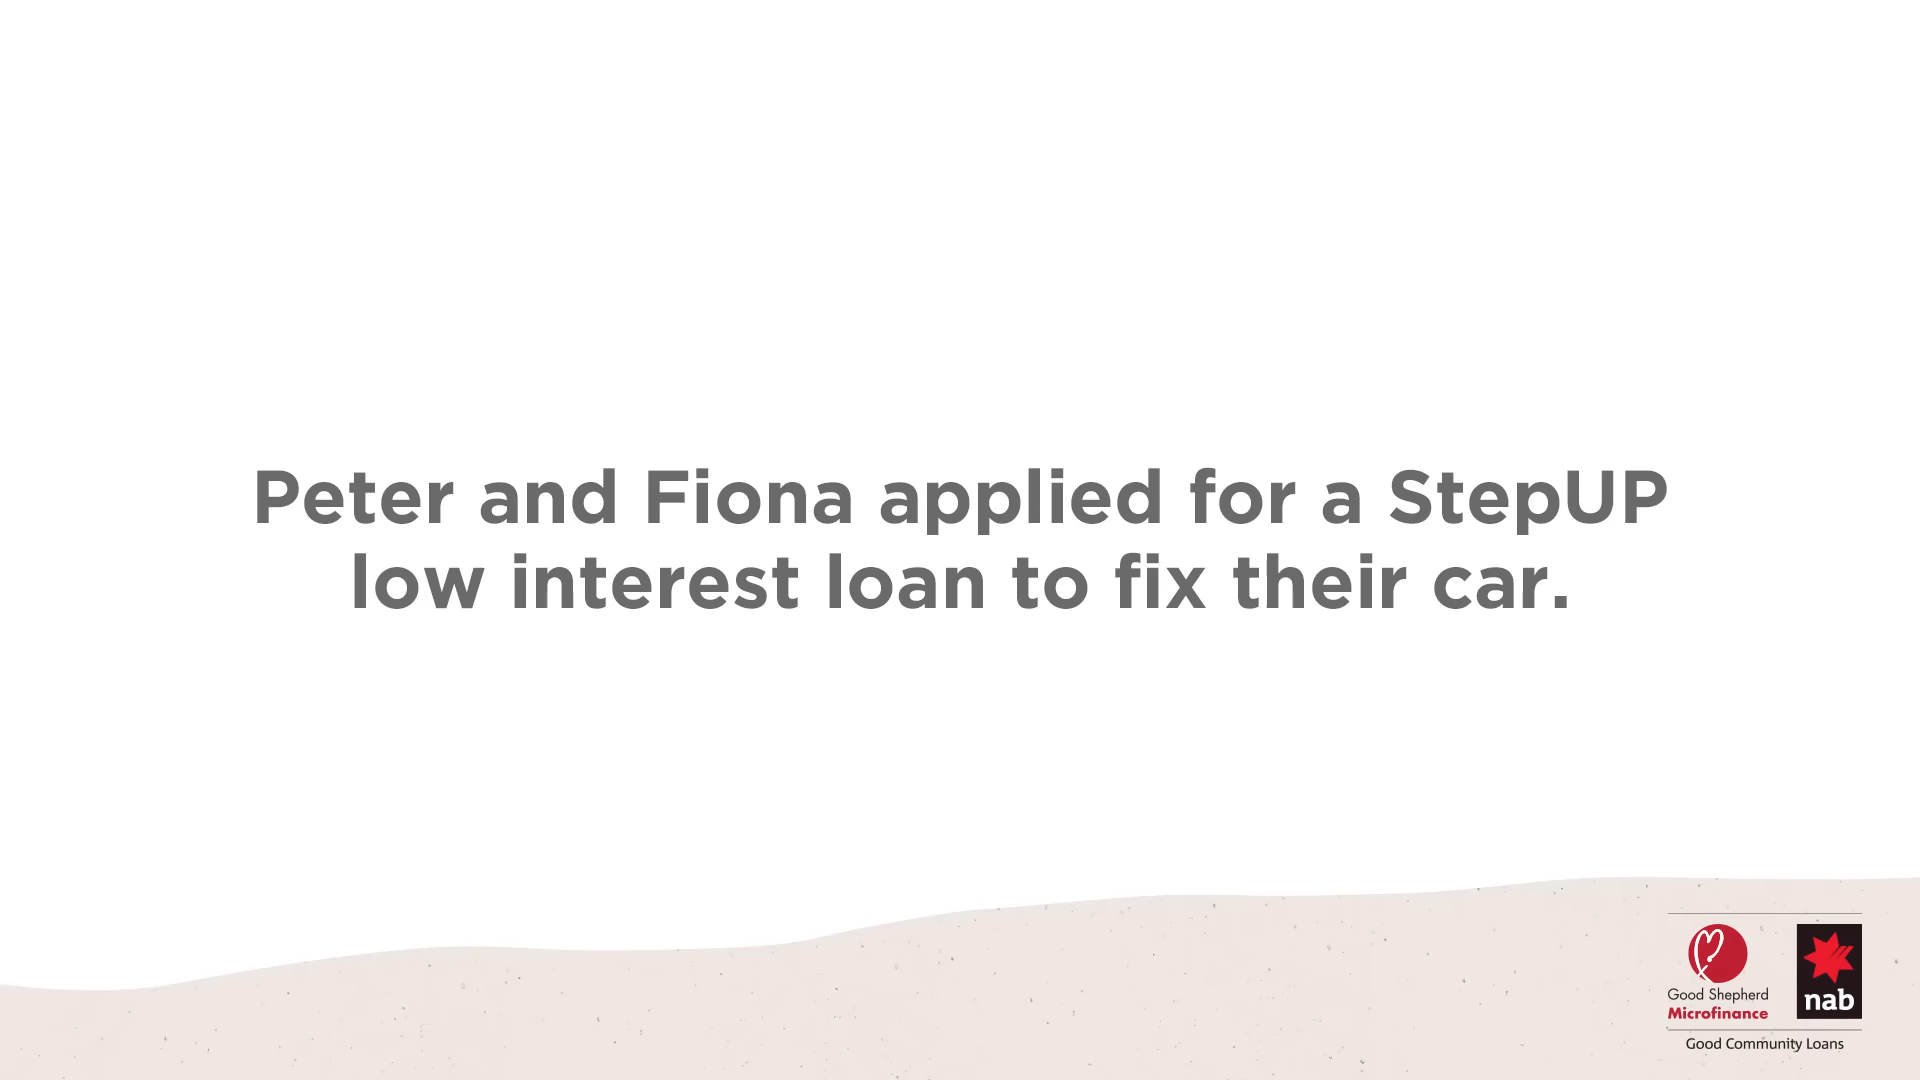 Peter and Fiona applied for a StepUP
low interest loan to fix their car.
Good Shepherd
Microfinance
nab
Good Community Loans